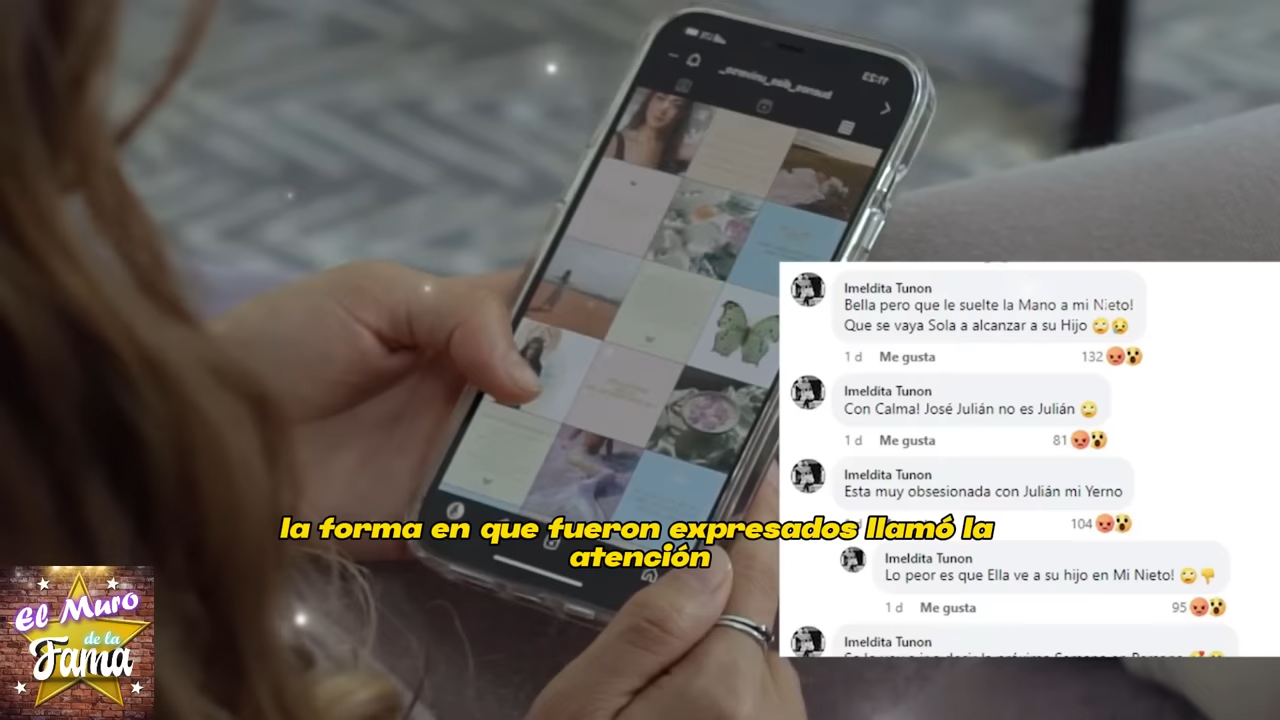 11:23
Imeldita Tunon
Bella pero que le suelte la Mano a mi Nieto!
Que se vaya Sola a alcanzar a su Hijo 🙄😢
1 d Me gusta 132
Imeldita Tunon
Con Calma! José Julián no es Julián 🙄
1 d Me gusta 81
Imeldita Tunon
Esta muy obsesionada con Julián mi Yerno
104
la forma en que fueron expresados llamó la
atención
Imeldita Tunon
Lo peor es que Ella ve a su hijo en Mi Nieto! 🙄👎
1 d Me gusta 95
Imeldita Tunon
El Muro
de la
Fama